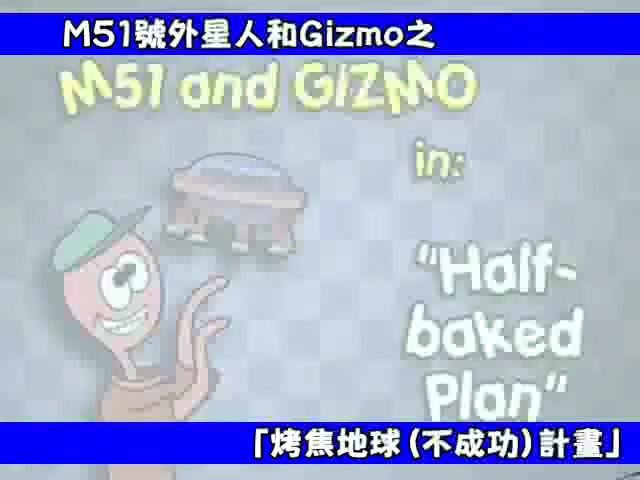 M51號外星人和Gizmo之
M51 and GIZMO
in:
"Half-
baked
Plan"
「烤焦地球(不成功)計畫」